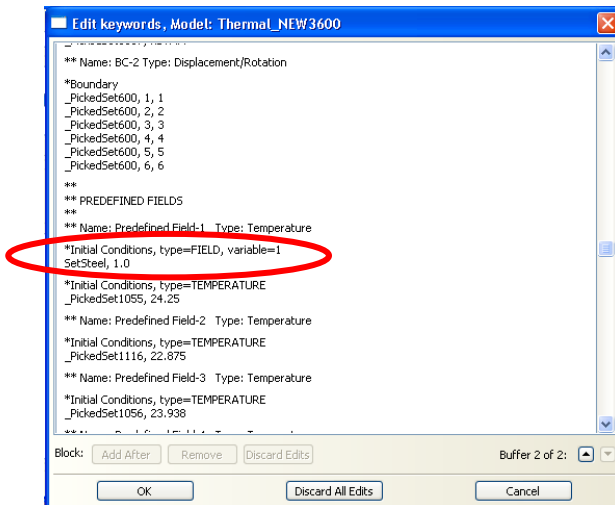 Edit keywords, Model: Thermal_NEW3600
** Name: BC-2 Type: Displacement/Rotation
*Boundary
_PickedSet600, 1, 1
_PickedSet600, 2, 2
_PickedSet600, 3, 3
_PickedSet600, 4, 4
_PickedSet600, 5, 5
_PickedSet600, 6, 6
**
** PREDEFINED FIELDS
**
** Name: Predefined Field-1   Type: Temperature
*Initial Conditions, type=FIELD, variable=1
SetSteel, 1.0
*Initial Conditions, type=TEMPERATURE
_PickedSet1055, 24.25
** Name: Predefined Field-2   Type: Temperature
*Initial Conditions, type=TEMPERATURE
_PickedSet1116, 22.875
** Name: Predefined Field-3   Type: Temperature
*Initial Conditions, type=TEMPERATURE
_PickedSet1056, 23.938
Block: Add After Remove Discard Edits Buffer 2 of 2:
OK Discard All Edits Cancel